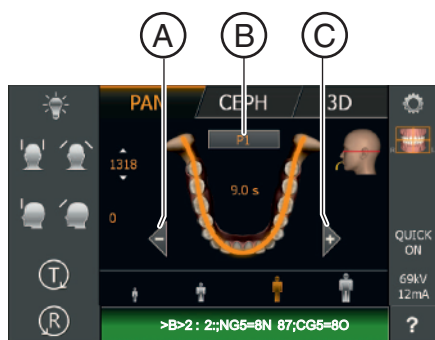 A B C
PAN CEPH 3D
P1
1318
9.0 s
0
- +
QUICK
ON
T
69kV
12mA
R
>B>2 : 2:;NG5=8N 87;CG5=8O
?